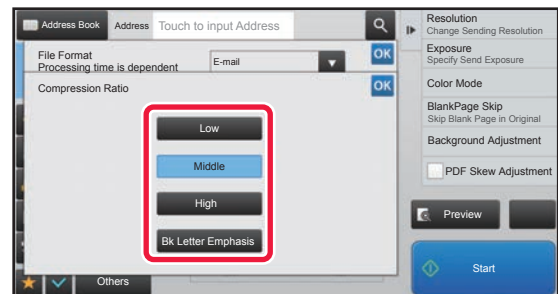 Address Book
Address
Touch to input Address
File Format
Processing time is dependent
E-mail
OK
Compression Ratio
OK
Low
Middle
High
Bk Letter Emphasis
Others
Resolution
Change Sending Resolution
Exposure
Specify Send Exposure
Color Mode
BlankPage Skip
Skip Blank Page in Original
Background Adjustment
PDF Skew Adjustment
Preview
Start